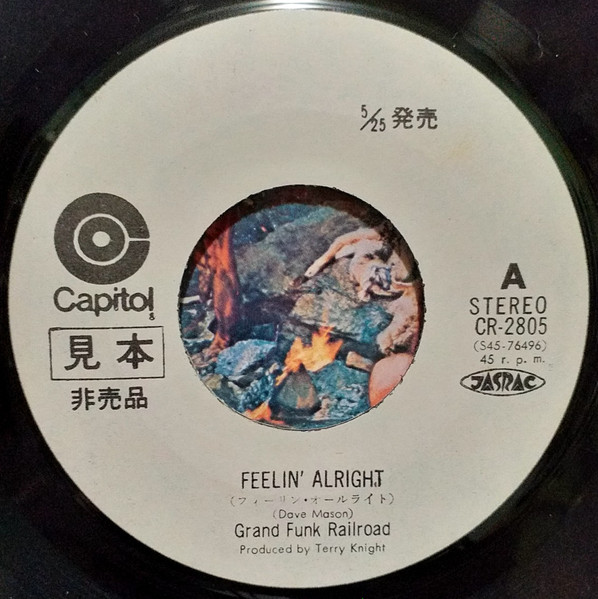 5/25 発売
Capitol®
見本
非売品
A
STEREO
CR-2805
(S45-76496)
45 r. p. m.
JASRAC
FEELIN' ALRIGHT
(フィーリン・オールライト)
(Dave Mason)
Grand Funk Railroad
Produced by Terry Knight